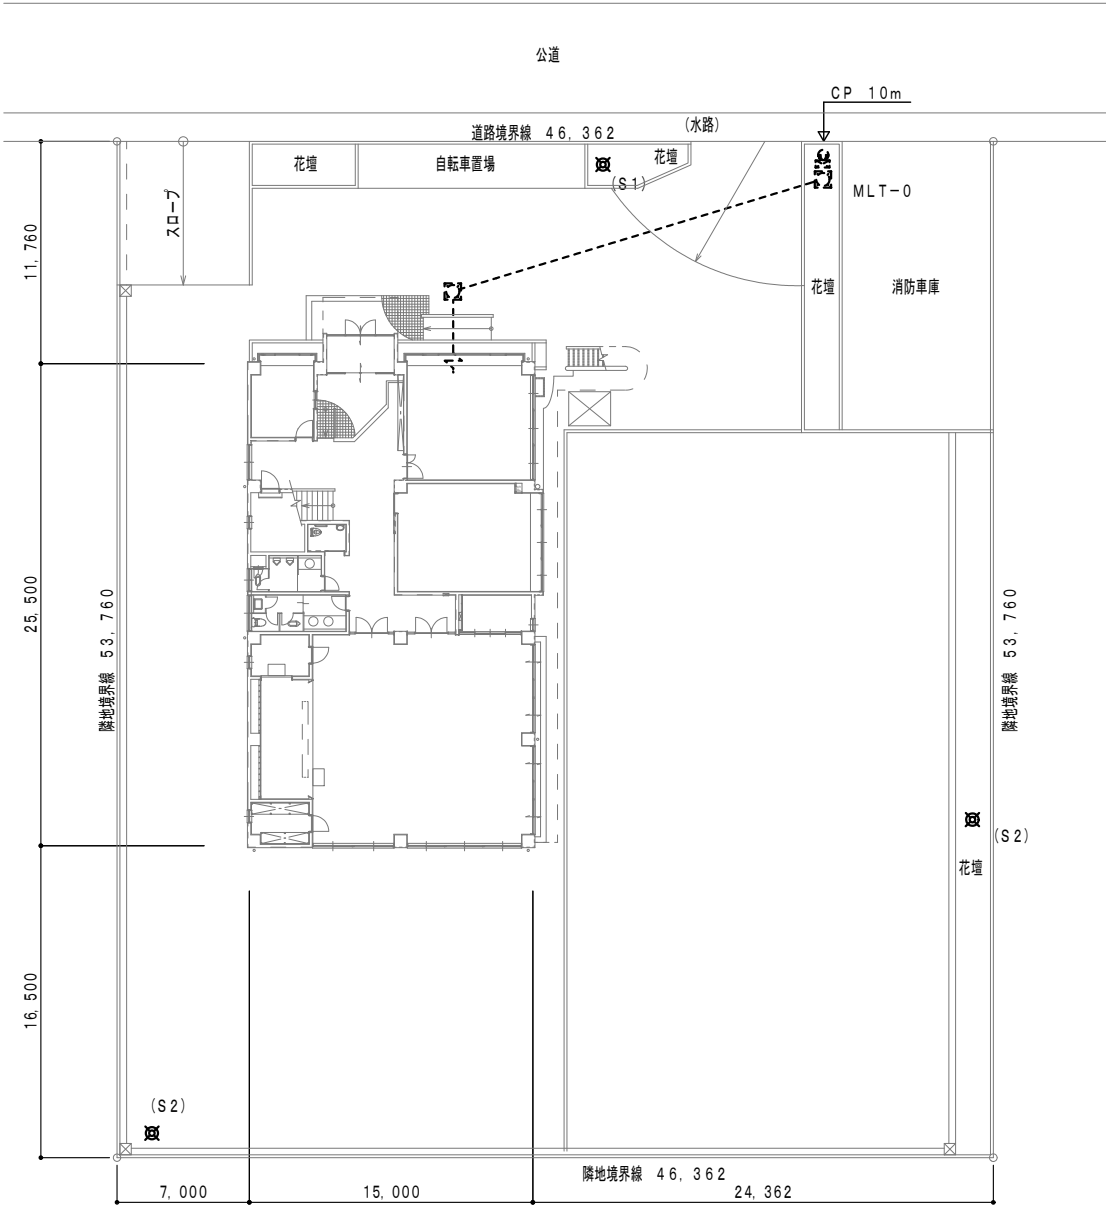 公道
CP 10m
道路境界線 46,362
(水路)
花壇
自転車置場
花壇
(S1)
MLT-0
スロープ
11,760
花壇
消防車庫
25,500
隣地境界線 53,760
隣地境界線 53,760
(S2)
花壇
16,500
(S2)
隣地境界線 46,362
7,000
15,000
24,362